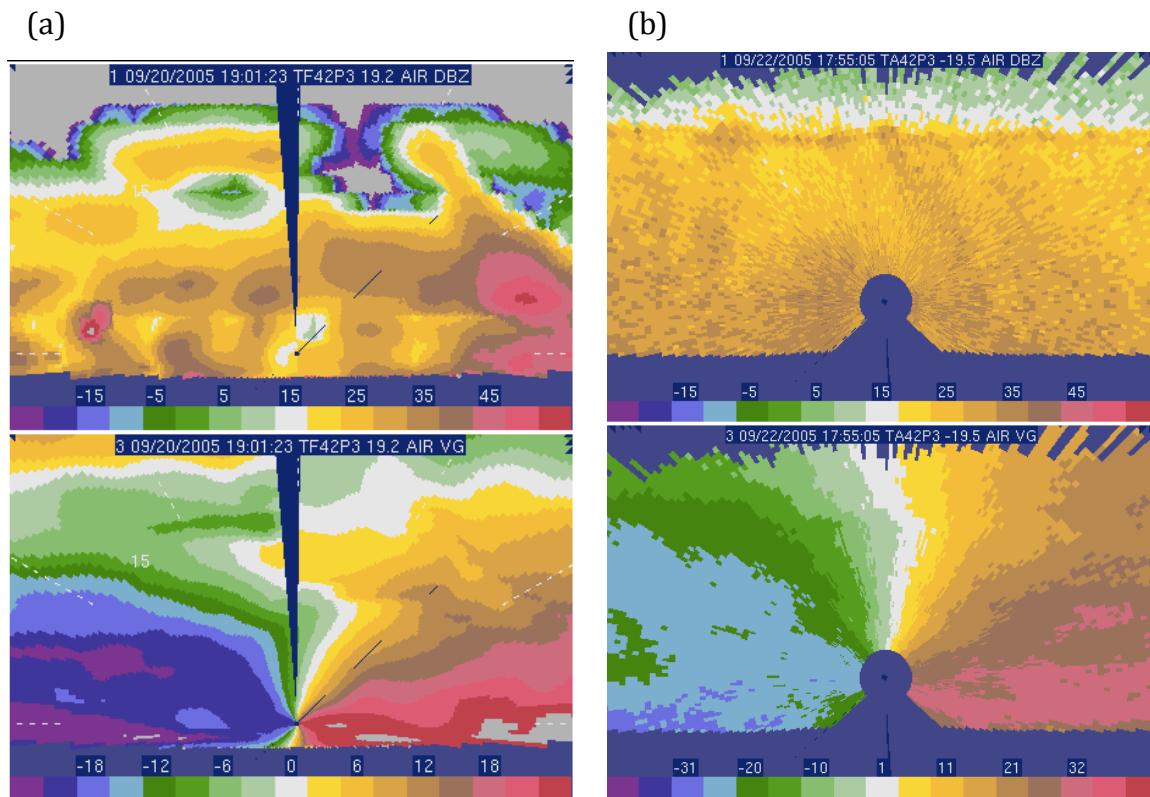 (a)
(b)
1 09/20/2005 19:01:23 TF42P3 19.2 AIR DBZ
15
-15 -5 5 15 25 35 45
3 09/20/2005 19:01:23 TF42P3 19.2 AIR VG
15
-18 -12 -6 0 6 12 18
1 09/22/2005 17:55:05 TA42P3 -19.5 AIR DBZ
-15 -5 5 15 25 35 45
3 09/22/2005 17:55:05 TA42P3 -19.5 AIR VG
-31 -20 -10 1 11 21 32